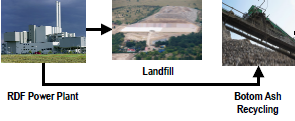 Landfill
RDF Power Plant
Botom Ash
Recycling